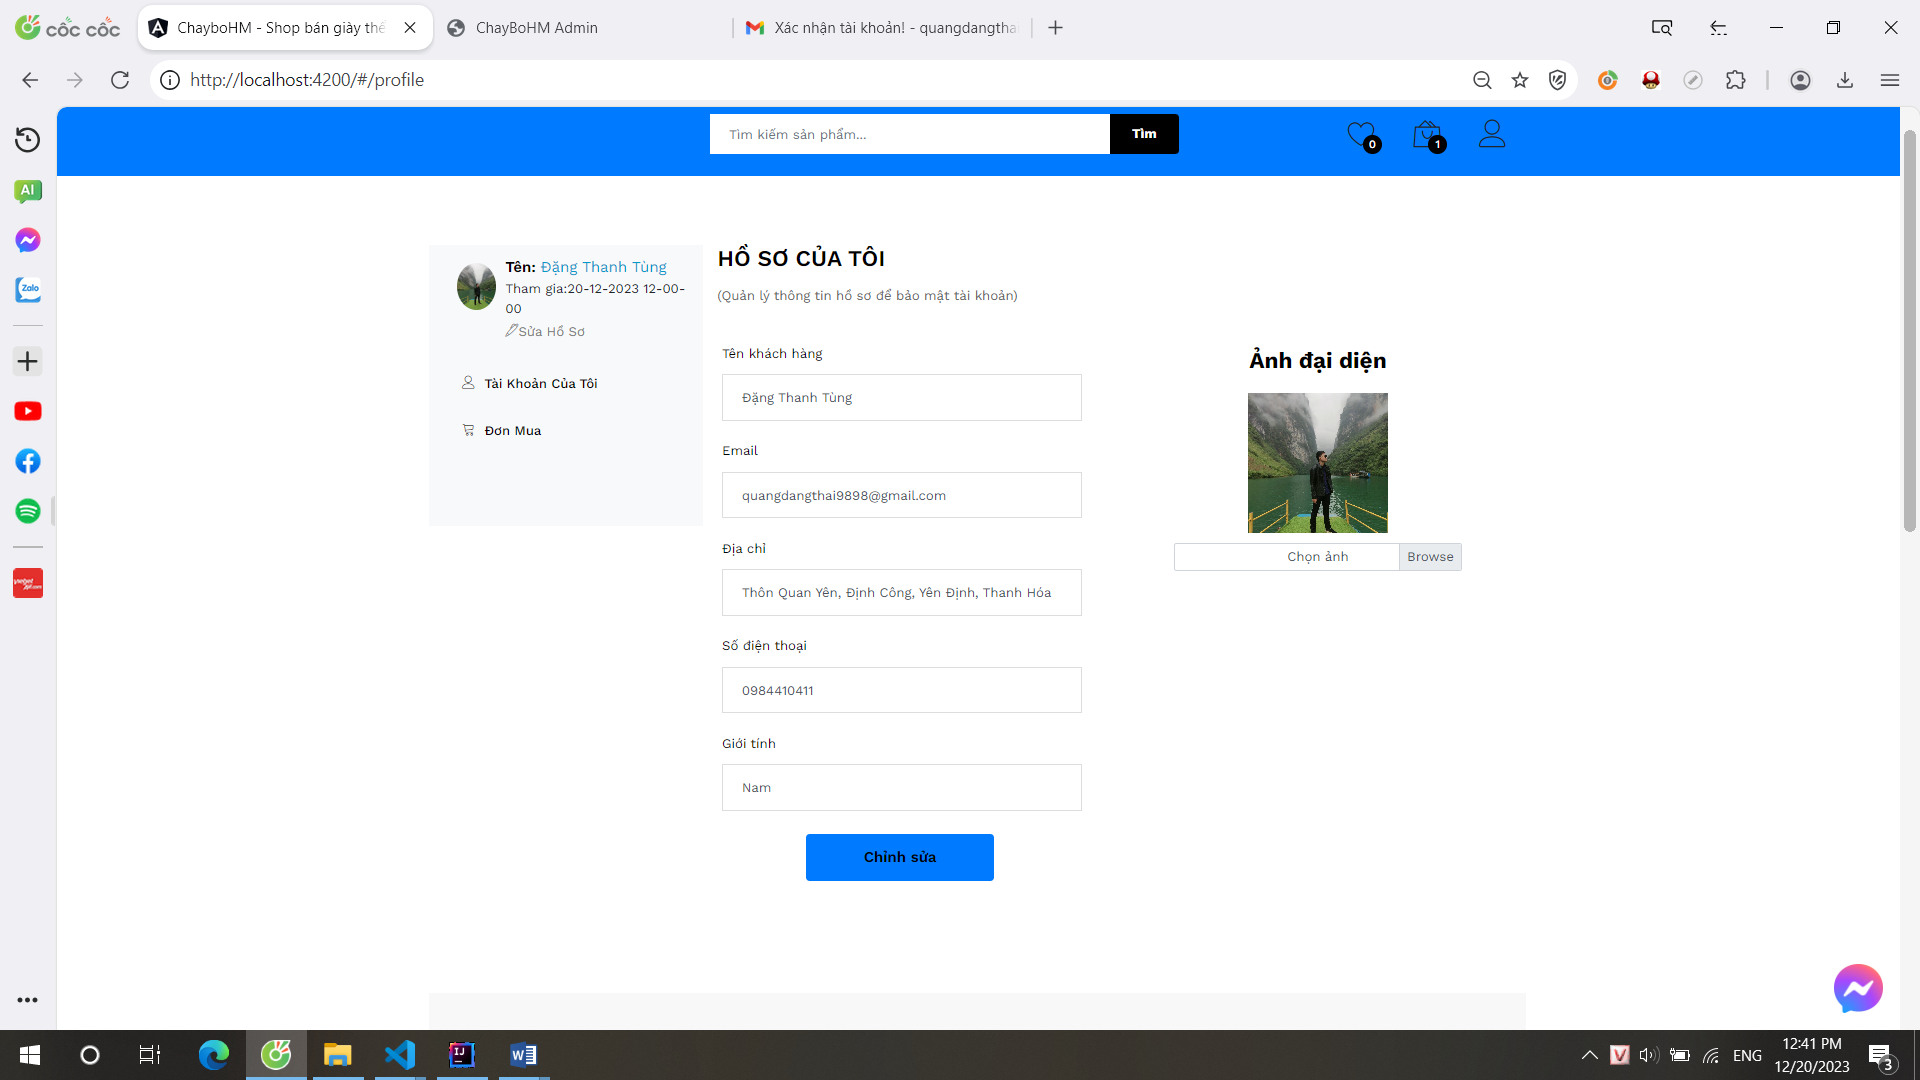 cốc cốc
ChayboHM - Shop bán giày thể
ChayBoHM Admin
Xác nhận tài khoản! - quangdangtha
http://localhost:4200/#/profile
Tìm kiếm sản phẩm...
Tìm
0
1
AI
Zalo
Tên: Đặng Thanh Tùng
Tham gia:20-12-2023 12-00-
00
Sửa Hồ Sơ
Tài Khoản Của Tôi
Đơn Mua
HỒ SƠ CỦA TÔI
(Quản lý thông tin hồ sơ để bảo mật tài khoản)
Tên khách hàng
Đặng Thanh Tùng
Email
quangdangthai9898@gmail.com
Địa chỉ
Thôn Quan Yên, Định Công, Yên Định, Thanh Hóa
Số điện thoại
0984410411
Giới tính
Nam
Chỉnh sửa
Ảnh đại diện
Chọn ảnh
Browse
ENG
12:41 PM
12/20/2023
3